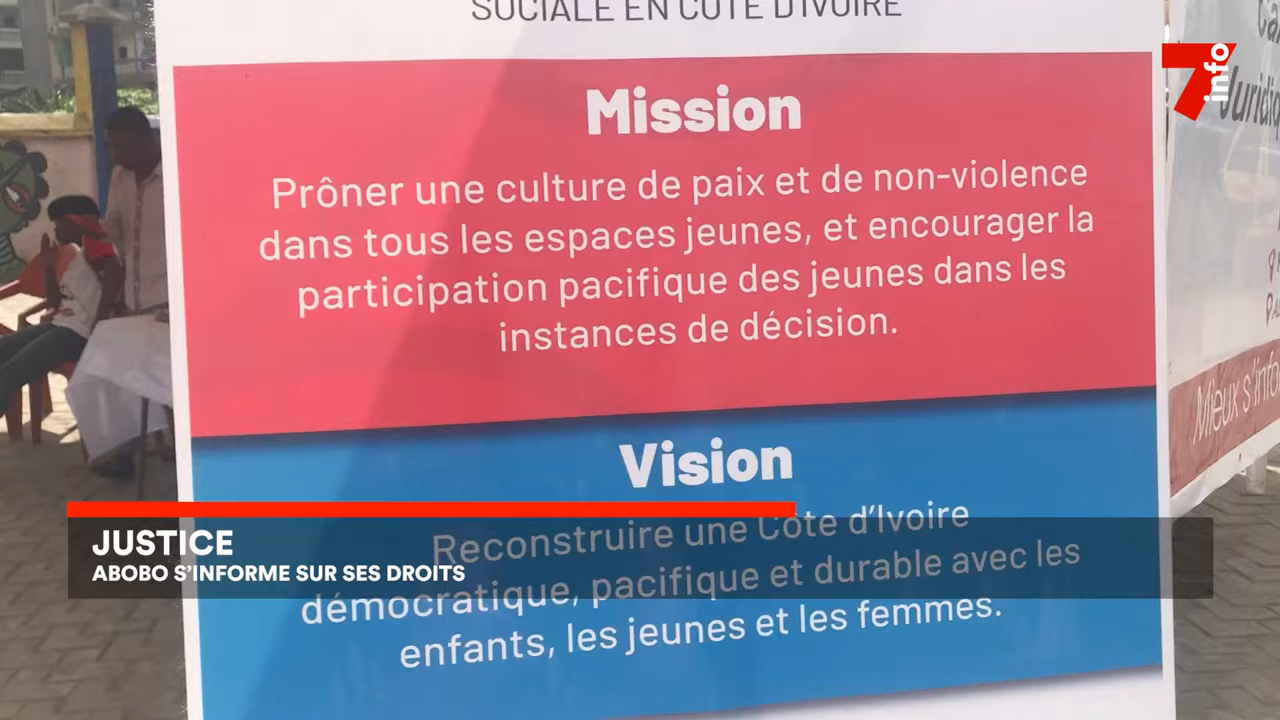 SOCIALE EN CÔTE D'IVOIRE
Mission
Prôner une culture de paix et de non-violence
dans tous les espaces jeunes, et encourager la
participation pacifique des jeunes dans les
instances de décision.
Vision
Reconstruire une Côte d'Ivoire
démocratique, pacifique et durable avec les
enfants, les jeunes et les femmes.
JUSTICE
ABOBO S'INFORME SUR SES DROITS
7info
Mieux s'info